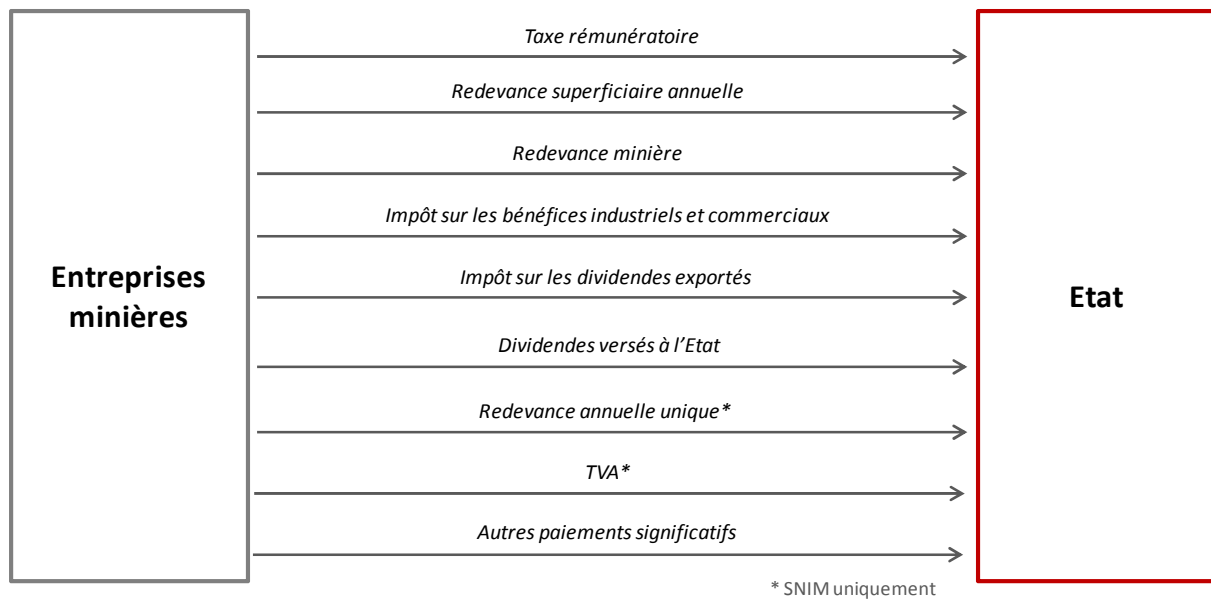 Taxe rémunératoire
Redevance superficiaire annuelle
Redevance minière
Impôt sur les bénéfices industriels et commerciaux
Entreprises
minières
Impôt sur les dividendes exportés
Etat
Dividendes versés à l’Etat
Redevance annuelle unique*
TVA*
Autres paiements significatifs
* SNIM uniquement